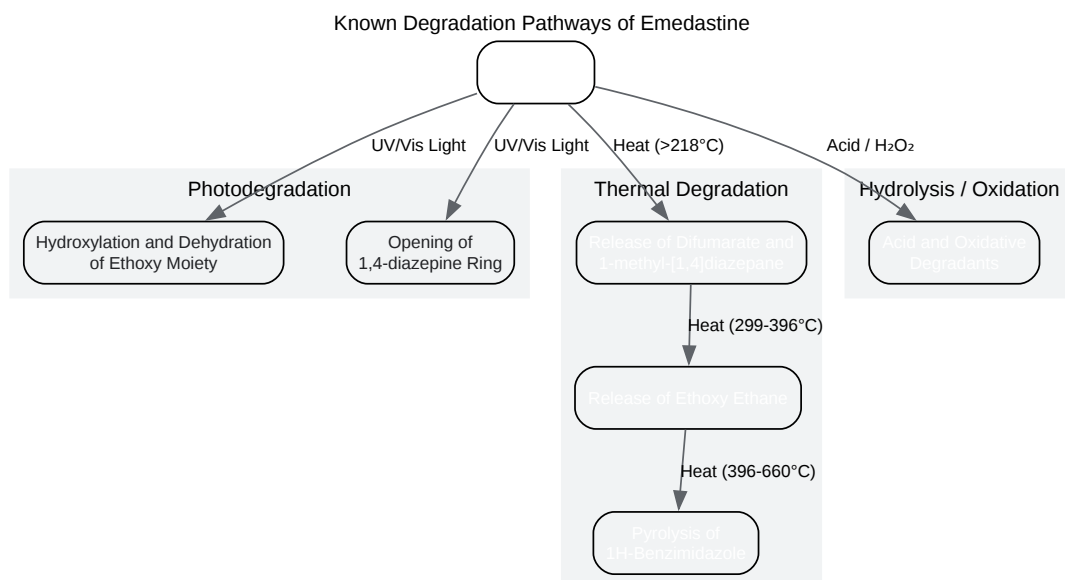 Known Degradation Pathways of Emedastine
UV/Vis Light
UV/Vis Light
Heat (>218°C)
Acid / H₂O₂
Photodegradation
Thermal Degradation
Hydrolysis / Oxidation
Hydroxylation and Dehydration
of Ethoxy Moiety
Opening of
1,4-diazepine Ring
Release of Difumarate and
1-methyl-[1,4]diazepane
Acid and Oxidative
Degradants
Heat (299-396°C)
Release of Ethoxy Ethane
Heat (396-660°C)
Pyrolysis of
1H-Benzimidazole